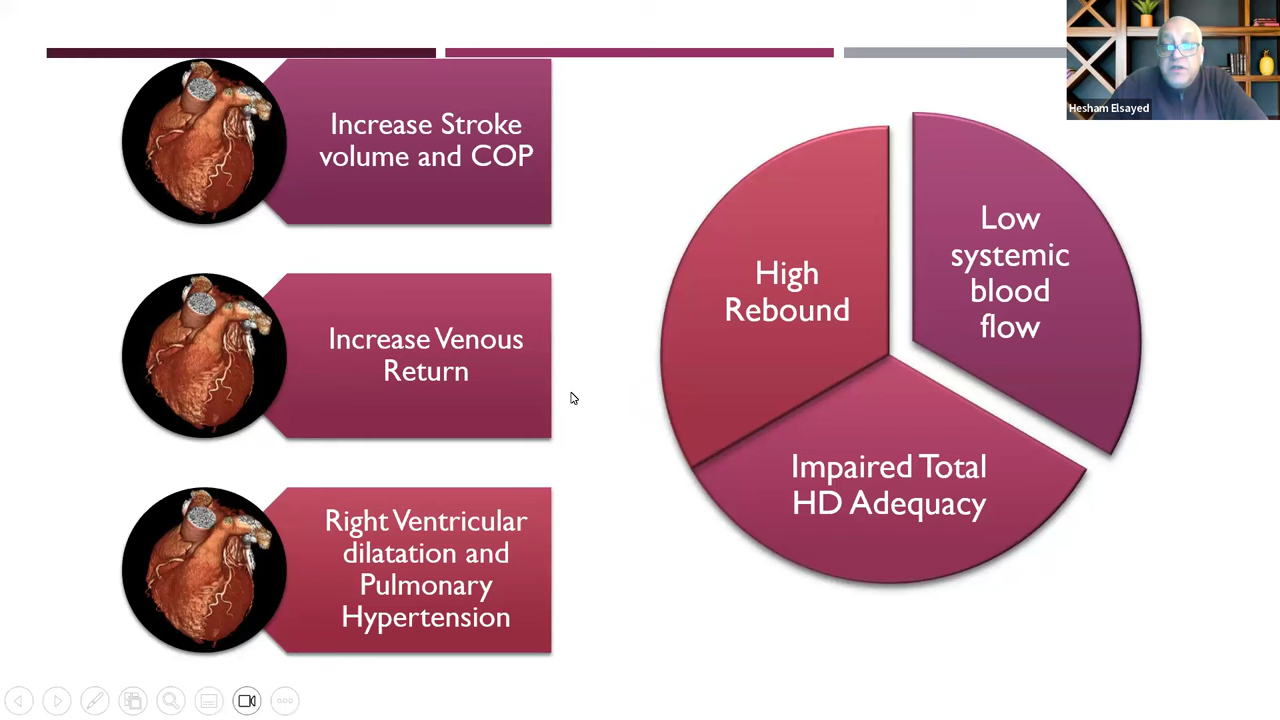 Hesham Elsayed
Increase Stroke
volume and COP
Increase Venous
Return
Right Ventricular
dilatation and
Pulmonary
Hypertension
High
Rebound
Low
systemic
blood
flow
Impaired Total
HD Adequacy